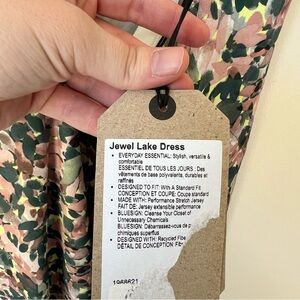 Jewel Lake Dress
• EVERYDAY ESSENTIAL: Stylish, versatile &
comfortable
ESSENTIEL DE TOUS LES JOURS : Des
vêtements de base polyvalents, durables et
raffinés
• DESIGNED TO FIT: With A Standard Fit
CONCEPTION ET COUPE: Coupe standard
• MADE WITH: Performance Stretch Jersey
FAIT DE: Jersey extensible performance
• BLUESIGN: Cleanse Your Closet of
Unnecessary Chemicals
BLUESIGN: Débarrassez-vous de p
chimiques superflus
• DESIGNED WITH: Recycled Fibe
DÉTAIL DE CONCEPTION: Fibr